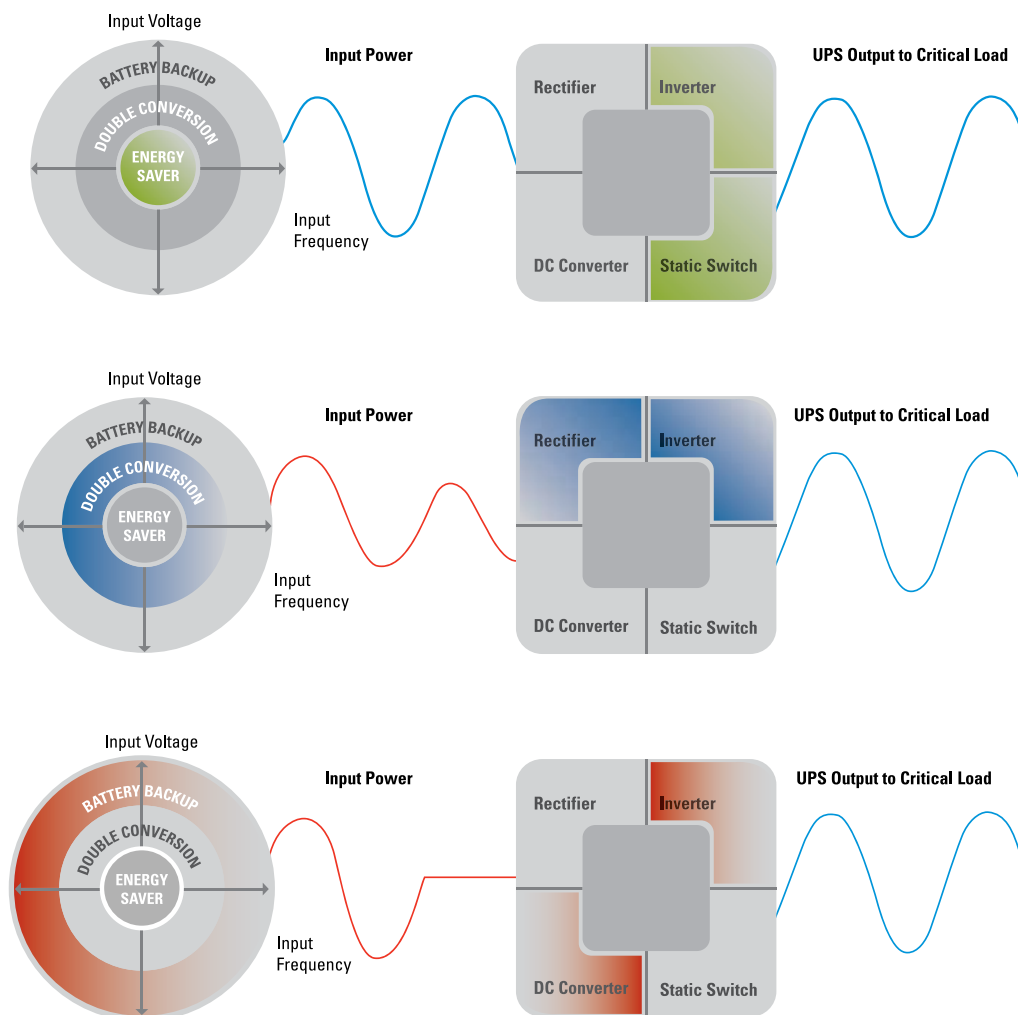 Input Voltage
BATTERY BACKUP
DOUBLE CONVERSION
ENERGY
SAVER
Input
Frequency
Input Power
Rectifier
Inverter
DC Converter
Static Switch
UPS Output to Critical Load
Input Voltage
BATTERY BACKUP
DOUBLE CONVERSION
ENERGY
SAVER
Input
Frequency
Input Power
Rectifier
Inverter
DC Converter
Static Switch
UPS Output to Critical Load
Input Voltage
BATTERY BACKUP
DOUBLE CONVERSION
ENERGY
SAVER
Input
Frequency
Input Power
Rectifier
Inverter
DC Converter
Static Switch
UPS Output to Critical Load